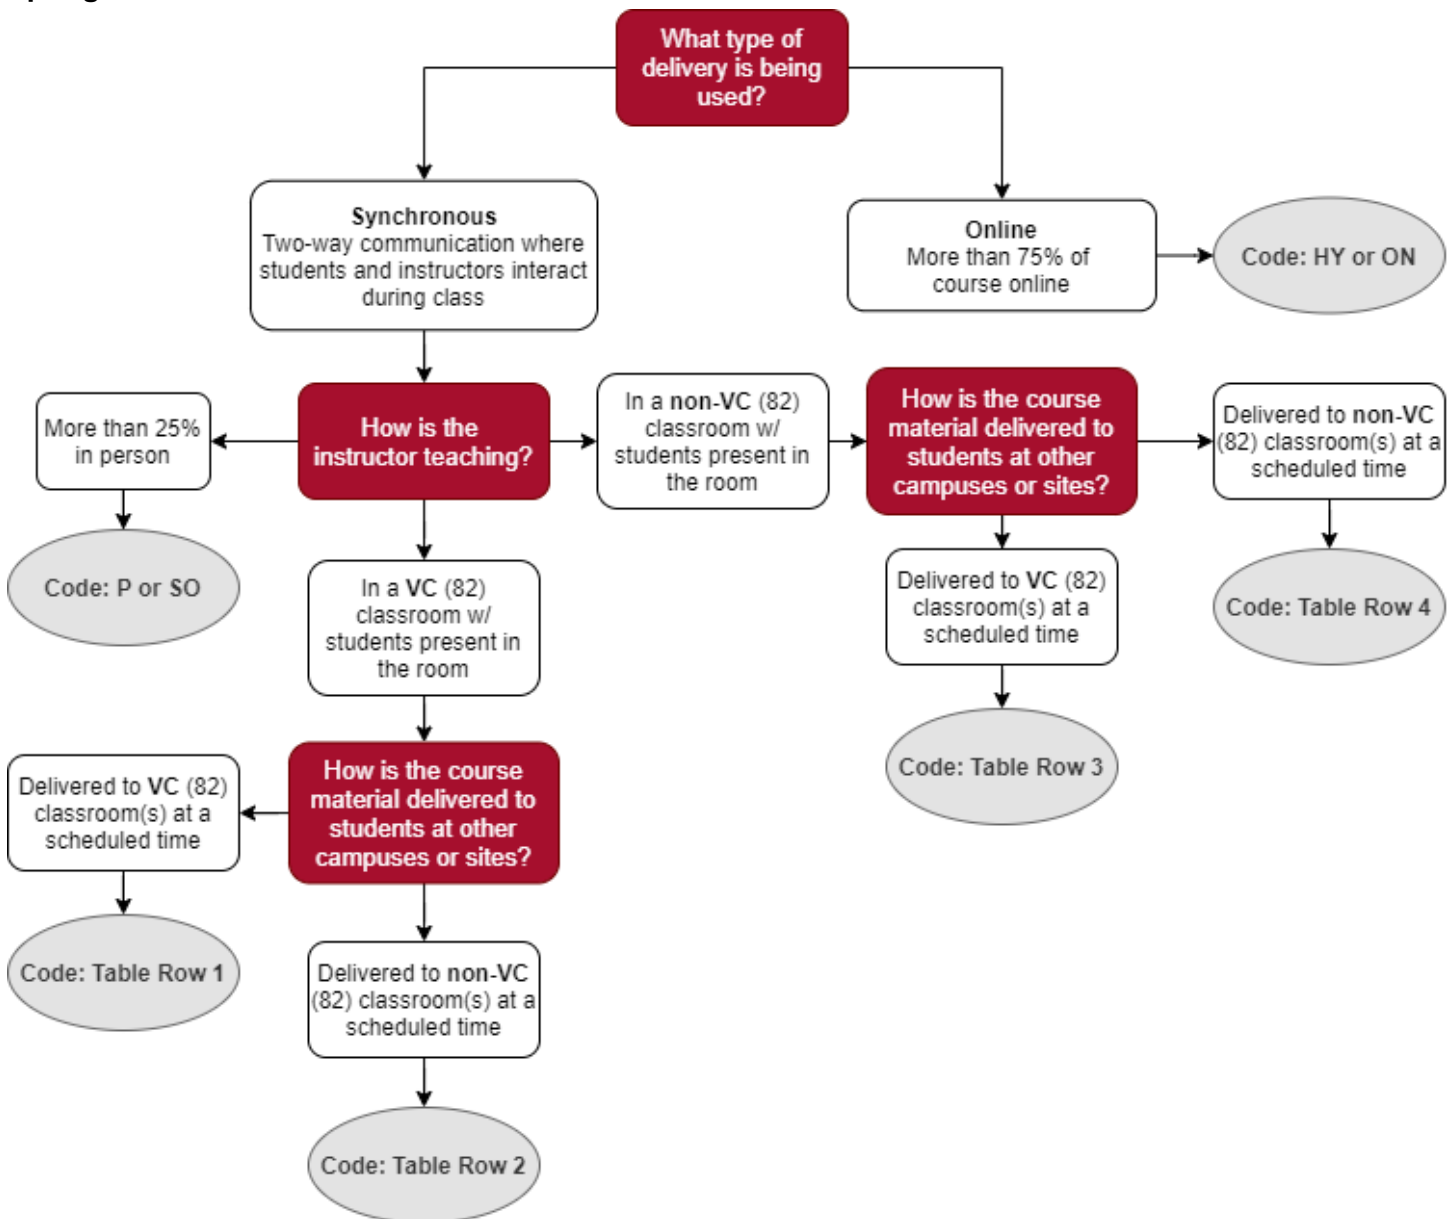 What type of
delivery is being
used?
Synchronous
Two-way communication where
students and instructors interact
during class
Online
More than 75% of
course online
Code: HY or ON
More than 25%
in person
How is the
instructor teaching?
In a non-VC (82)
classroom w/
students present in
the room
How is the course
material delivered to
students at other
campuses or sites?
Delivered to non-VC
(82) classroom(s) at a
scheduled time
Code: P or SO
In a VC (82)
classroom w/
students present in
the room
Delivered to VC (82)
classroom(s) at a
scheduled time
Code: Table Row 4
Code: Table Row 3
Delivered to VC (82)
classroom(s) at a
scheduled time
How is the course
material delivered to
students at other
campuses or sites?
Code: Table Row 1
Delivered to non-VC
(82) classroom(s) at a
scheduled time
Code: Table Row 2